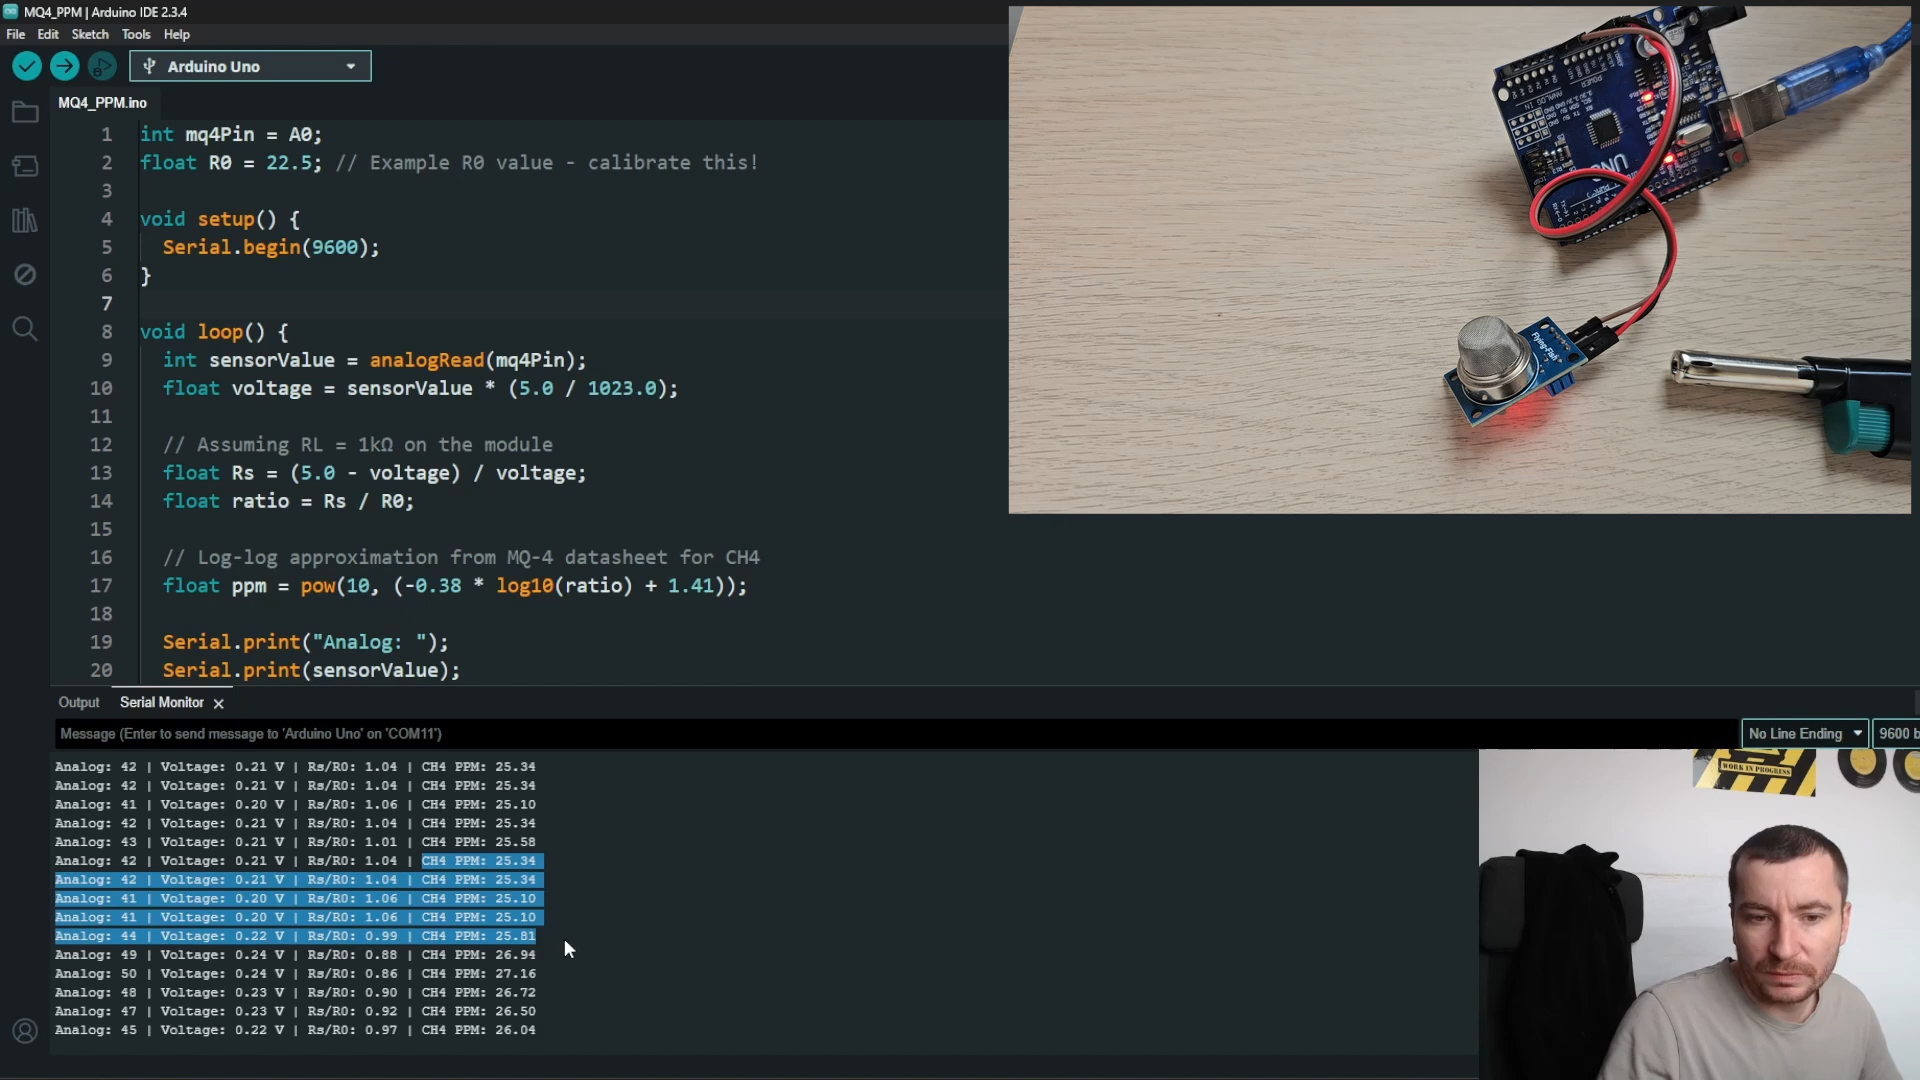 MQ4_PPM | Arduino IDE 2.3.4
File Edit Sketch Tools Help
Arduino Uno
MQ4_PPM.ino
1 int mq4Pin = A0;
2 float R0 = 22.5; // Example R0 value - calibrate this!
3
4 void setup() {
5 Serial.begin(9600);
6 }
7
8 void loop() {
9 int sensorValue = analogRead(mq4Pin);
10 float voltage = sensorValue * (5.0 / 1023.0);
11
12 // Assuming RL = 1kΩ on the module
13 float Rs = (5.0 - voltage) / voltage;
14 float ratio = Rs / R0;
15
16 // Log-log approximation from MQ-4 datasheet for CH4
17 float ppm = pow(10, (-0.38 * log10(ratio) + 1.41));
18
19 Serial.print("Analog: ");
20 Serial.print(sensorValue);
Output Serial Monitor
Message (Enter to send message to 'Arduino Uno' on 'COM11')
No Line Ending
9600 b
Analog: 42 | Voltage: 0.21 V | Rs/R0: 1.04 | CH4 PPM: 25.34
Analog: 42 | Voltage: 0.21 V | Rs/R0: 1.04 | CH4 PPM: 25.34
Analog: 41 | Voltage: 0.20 V | Rs/R0: 1.06 | CH4 PPM: 25.10
Analog: 42 | Voltage: 0.21 V | Rs/R0: 1.04 | CH4 PPM: 25.34
Analog: 43 | Voltage: 0.21 V | Rs/R0: 1.01 | CH4 PPM: 25.58
Analog: 42 | Voltage: 0.21 V | Rs/R0: 1.04 | CH4 PPM: 25.34
Analog: 42 | Voltage: 0.21 V | Rs/R0: 1.04 | CH4 PPM: 25.34
Analog: 41 | Voltage: 0.20 V | Rs/R0: 1.06 | CH4 PPM: 25.10
Analog: 41 | Voltage: 0.20 V | Rs/R0: 1.06 | CH4 PPM: 25.10
Analog: 44 | Voltage: 0.22 V | Rs/R0: 0.99 | CH4 PPM: 25.81
Analog: 49 | Voltage: 0.24 V | Rs/R0: 0.88 | CH4 PPM: 26.94
Analog: 50 | Voltage: 0.24 V | Rs/R0: 0.86 | CH4 PPM: 27.16
Analog: 48 | Voltage: 0.23 V | Rs/R0: 0.90 | CH4 PPM: 26.72
Analog: 47 | Voltage: 0.23 V | Rs/R0: 0.92 | CH4 PPM: 26.50
Analog: 45 | Voltage: 0.22 V | Rs/R0: 0.97 | CH4 PPM: 26.04
POWER
ANALOG IN
UNO
Flying-Fish
WORK IN PROGRESS